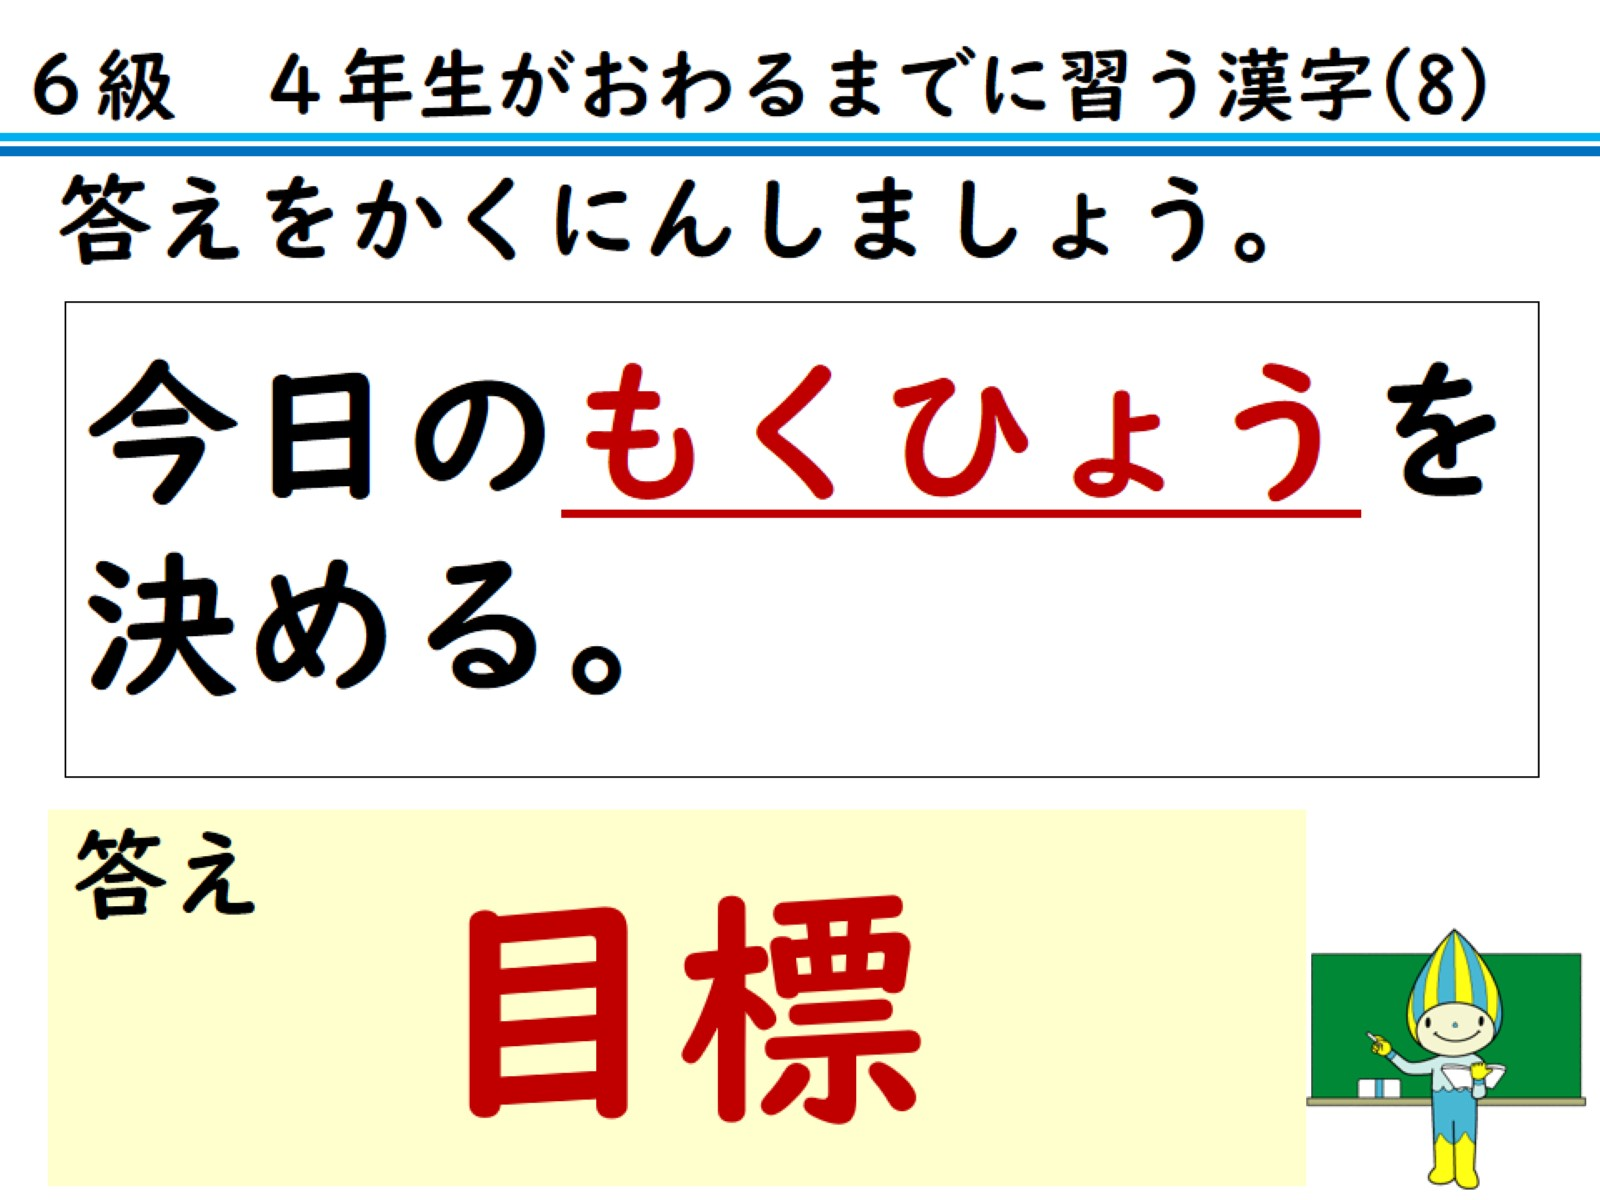 ６級　４年生がおわるまでに習う漢字(8)
答えをかくにんしましょう。
今日のもくひょうを
決める。
答え
目標